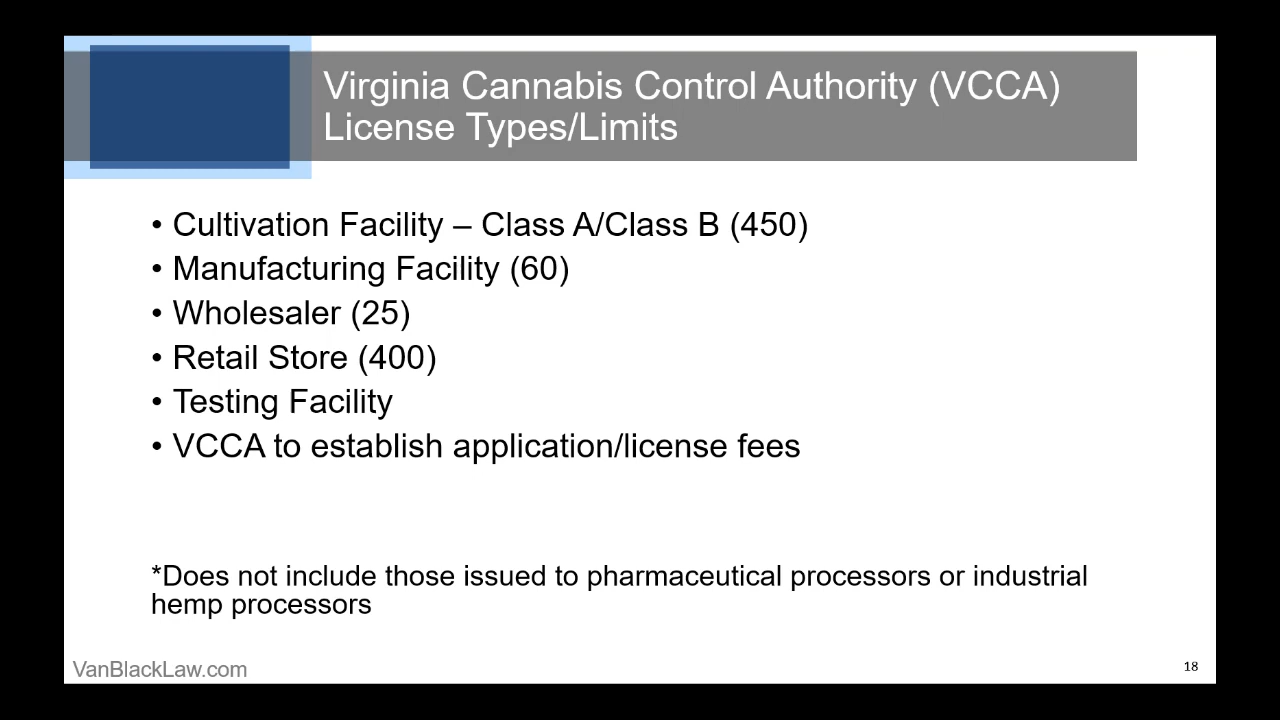 Virginia Cannabis Control Authority (VCCA)
License Types/Limits
• Cultivation Facility – Class A/Class B (450)
• Manufacturing Facility (60)
• Wholesaler (25)
• Retail Store (400)
• Testing Facility
• VCCA to establish application/license fees
*Does not include those issued to pharmaceutical processors or industrial
hemp processors
VanBlackLaw.com
18